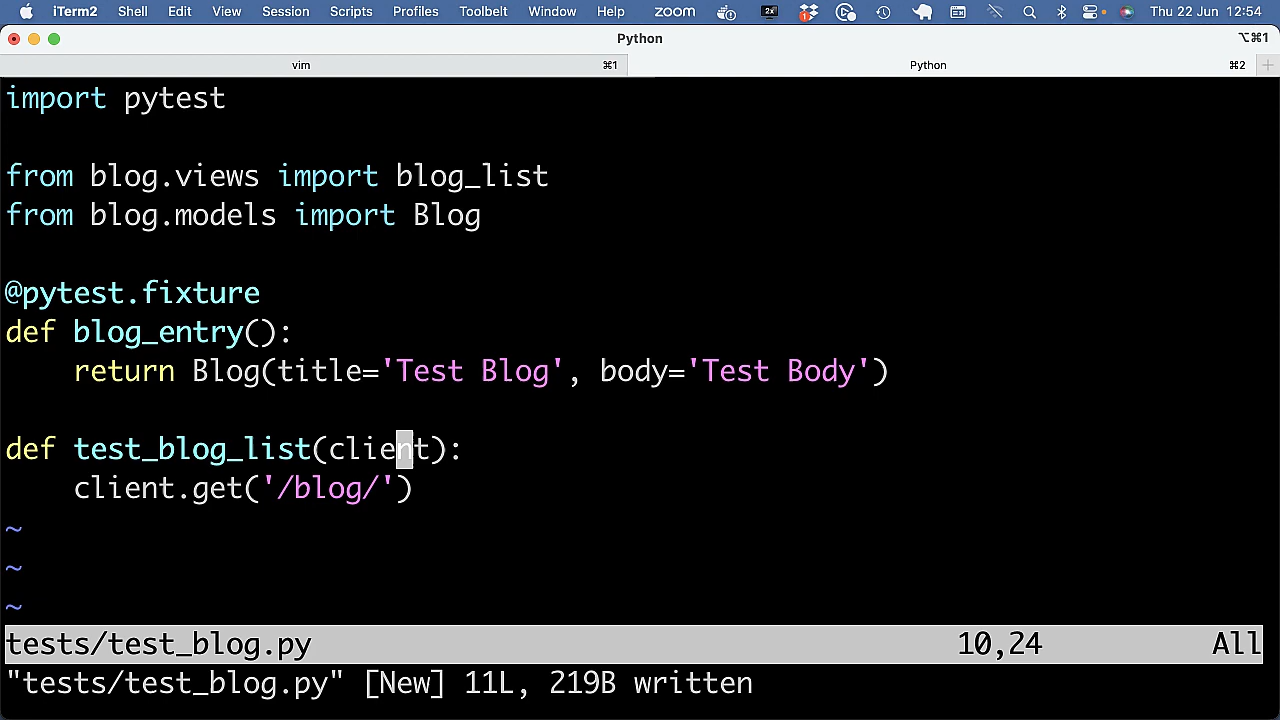 iTerm2 Shell Edit View Session Scripts Profiles Toolbelt Window Help zoom 2x 1 Thu 22 Jun 12:54
Python ⌥⌘1
vim ⌘1 Python ⌘2
import pytest
from blog.views import blog_list
from blog.models import Blog
@pytest.fixture
def blog_entry():
    return Blog(title='Test Blog', body='Test Body')
def test_blog_list(client):
    client.get('/blog/')
~
~
~
tests/test_blog.py 10,24 All
"tests/test_blog.py" [New] 11L, 219B written